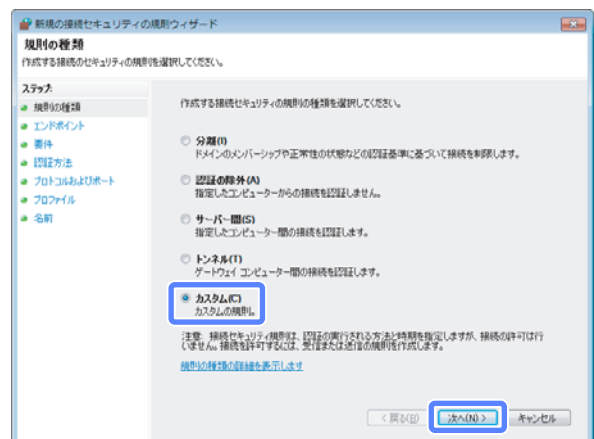 新規の接続セキュリティの規則ウィザード
規則の種類
作成する接続のセキュリティの規則を選択してください。
ステップ:
規則の種類
エンドポイント
要件
認証方法
プロトコルおよびポート
プロファイル
名前
作成する接続セキュリティの規則の種類を選択してください。
分離(I)
ドメインのメンバーシップや正常性の状態などの認証基準に基づいて接続を制限します。
認証の除外(A)
指定したコンピューターからの接続を認証しません。
サーバー間(S)
指定したコンピューター間の接続を認証します。
トンネル(T)
ゲートウェイ コンピューター間の接続を認証します。
カスタム(C)
カスタムの規則。
注意: 接続セキュリティ規則は、認証の実行される方法と時期を指定しますが、接続の許可は行
いません。接続を許可するには、受信または送信の規則を作成します。
規則の種類の詳細を表示します
< 戻る(B)
次へ(N) >
キャンセル